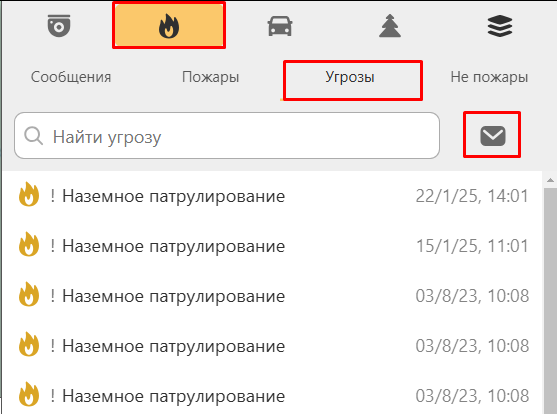 Сообщения Пожары Угрозы Не пожары
Найти угрозу
! Наземное патрулирование 22/1/25, 14:01
! Наземное патрулирование 15/1/25, 11:01
! Наземное патрулирование 03/8/23, 10:08
! Наземное патрулирование 03/8/23, 10:08
! Наземное патрулирование 03/8/23, 10:08